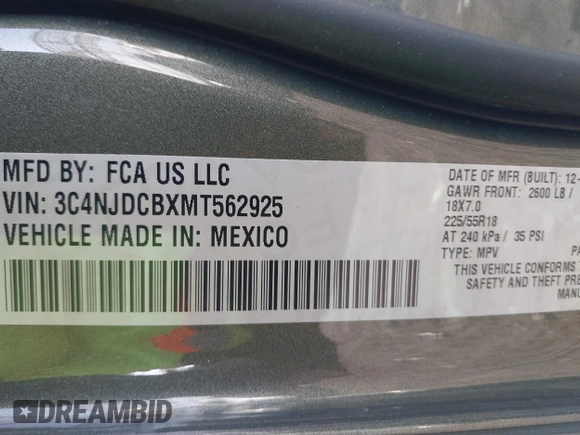 MFD BY: FCA US LLC
VIN: 3C4NJDCBXMT562925
VEHICLE MADE IN: MEXICO
DATE OF MFR (BUILT): 12-
GAWR FRONT: 2600 LB /
18X7.0
225/55R18
AT 240 kPa / 35 PSI
TYPE: MPV
THIS VEHICLE CONFORMS
SAFETY AND THEFT
DREAMBID